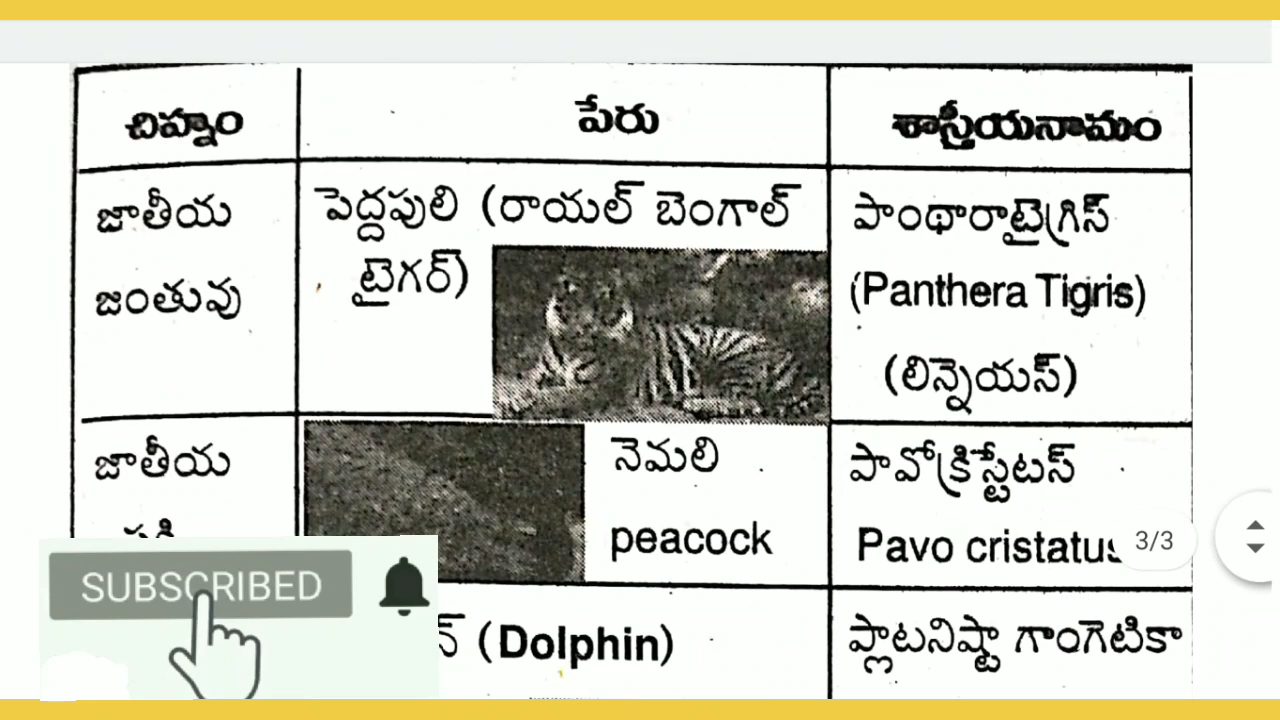 చిహ్నం పేరు శాస్త్రీయనామం
జాతీయ పెద్దపులి (రాయల్ బెంగాల్ పాంథారాటైగ్రిస్
జంతువు టైగర్) (Panthera Tigris)
(లిన్నెయస్)
జాతీయ నెమలి పావోక్రిస్టేటస్
peacock Pavo cristatus 3/3
SUBSCRIBED
(Dolphin) ప్లాటనిష్టా గాంగెటికా